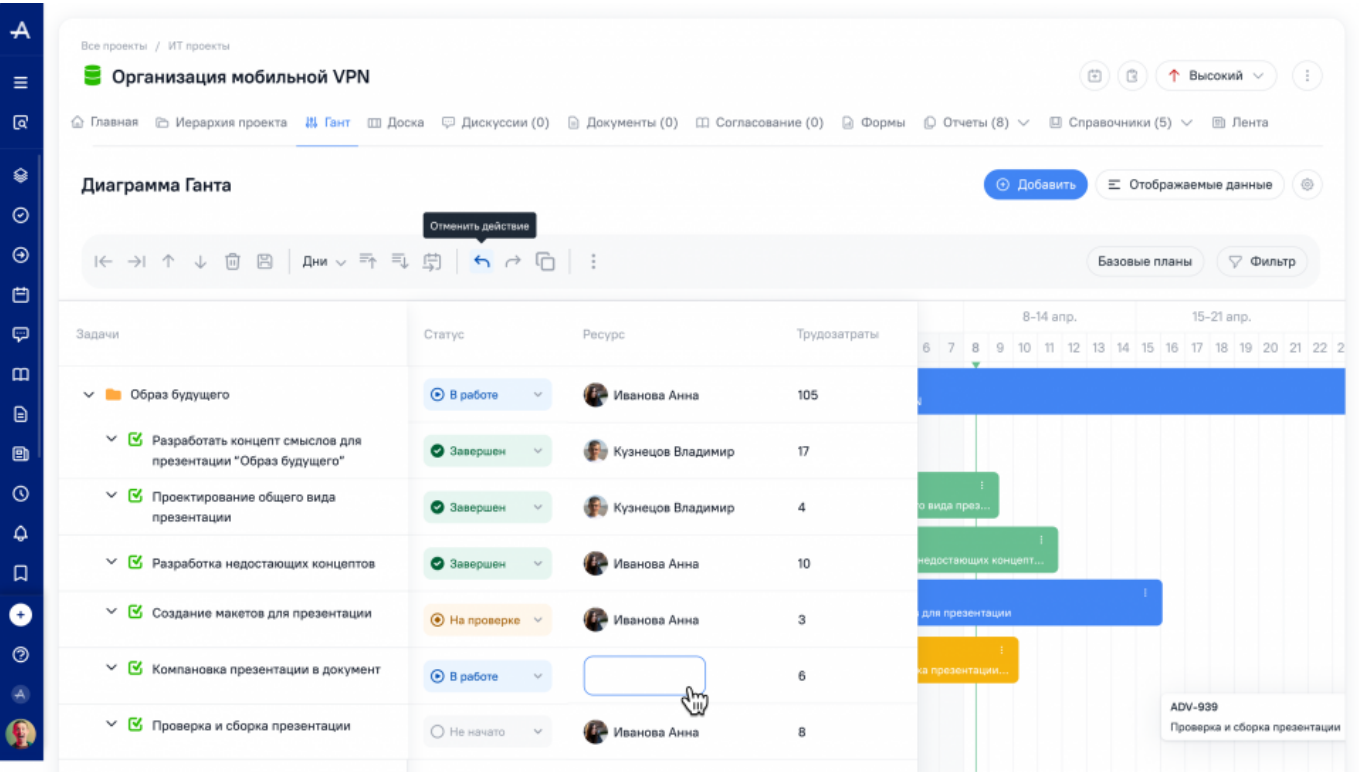 Все проекты / ИТ проекты
Организация мобильной VPN
Высокий
Главная Иерархия проекта Гант Доска Дискуссии (0) Документы (0) Согласование (0) Формы Отчеты (8) Справочники (5) Лента
Диаграмма Ганта
Добавить Отображаемые данные
Отменить действие
Дни
Базовые планы Фильтр
Задачи Статус Ресурс Трудозатраты
8-14 апр. 15-21 апр.
6 7 8 9 10 11 12 13 14 15 16 17 18 19 20 21 22 2
Образ будущего В работе Иванова Анна 105
Разработать концепт смыслов для
презентации "Образ будущего"
Завершен Кузнецов Владимир 17
Проектирование общего вида
презентации
Завершен Кузнецов Владимир 4
о вида през...
Разработка недостающих концептов Завершен Иванова Анна 10
недостающих концепт...
Создание макетов для презентации На проверке Иванова Анна 3
для презентации
Компановка презентации в документ В работе 6
ка презентации...
Проверка и сборка презентации Не начато Иванова Анна 8
ADV-939
Проверка и сборка презентации